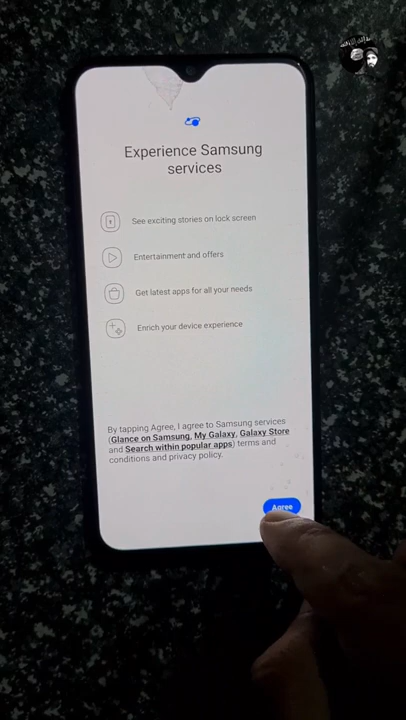 Experience Samsung
services
See exciting stories on lock screen
Entertainment and offers
Get latest apps for all your needs
Enrich your device experience
By tapping Agree, I agree to Samsung services
(Glance on Samsung, My Galaxy, Galaxy Store
and Search within popular apps) terms and
conditions and privacy policy.
Agree